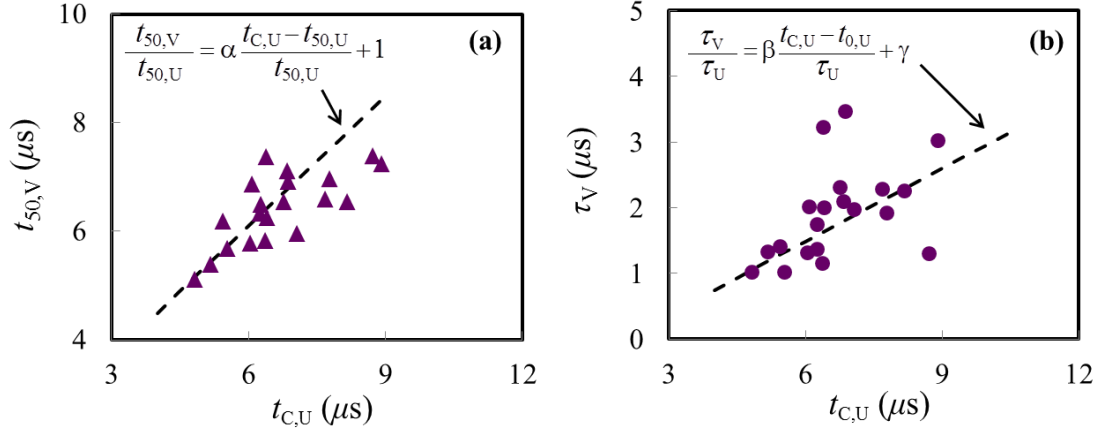 10
8
6
4
t50,V (μs)
t50,V/t50,U = α (tC,U − t50,U)/t50,U + 1
(a)
3 6 9 12
tC,U (μs)
5
4
3
2
1
0
τV (μs)
τV/τU = β (tC,U − t0,U)/τU + γ
(b)
3 6 9 12
tC,U (μs)